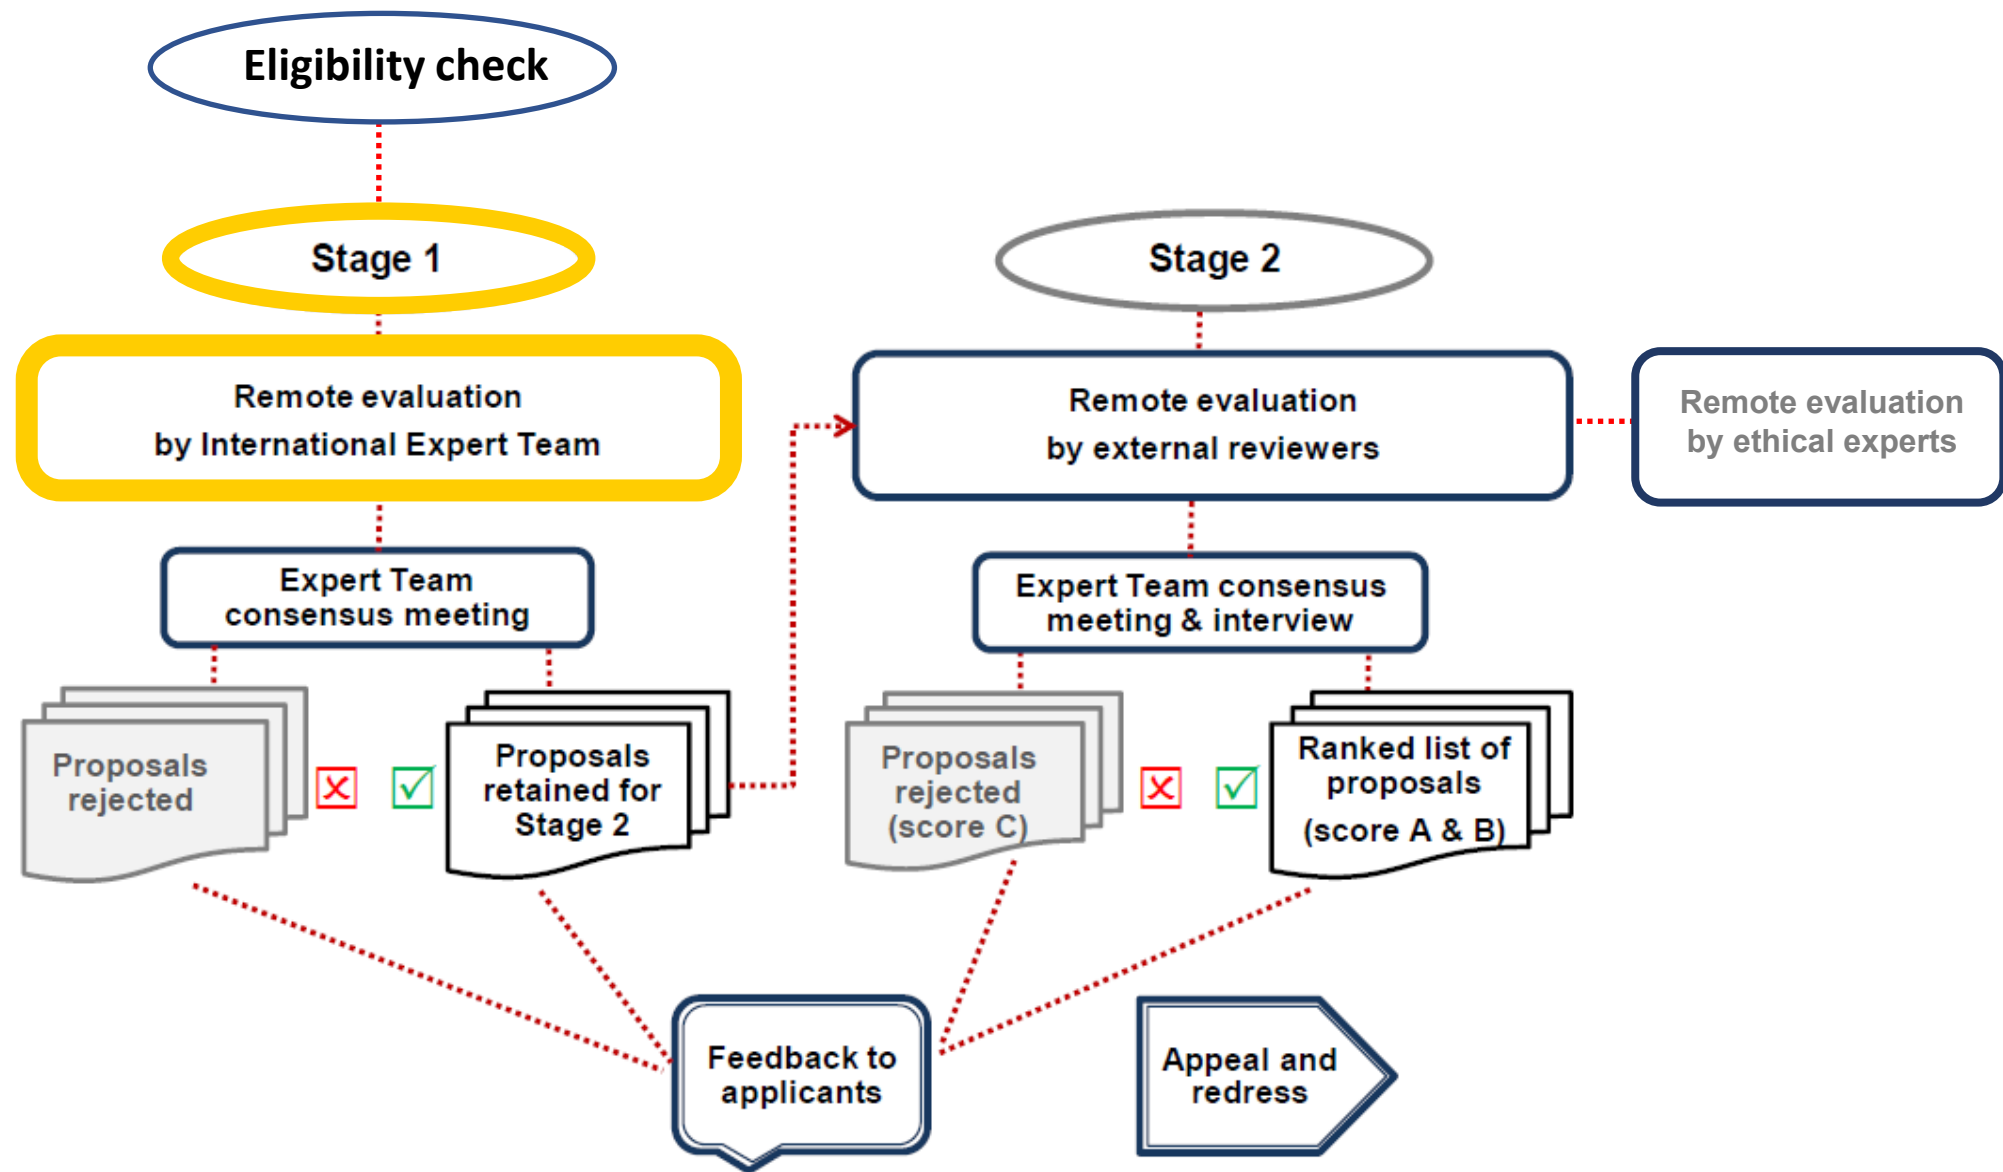 Eligibility check
Stage 1
Remote evaluation
by International Expert Team
Expert Team
consensus meeting
Proposals
rejected
Proposals
retained for
Stage 2
Stage 2
Remote evaluation
by external reviewers
Remote evaluation
by ethical experts
Expert Team consensus
meeting & interview
Proposals
rejected
(score C)
Ranked list of
proposals
(score A & B)
Feedback to
applicants
Appeal and
redress